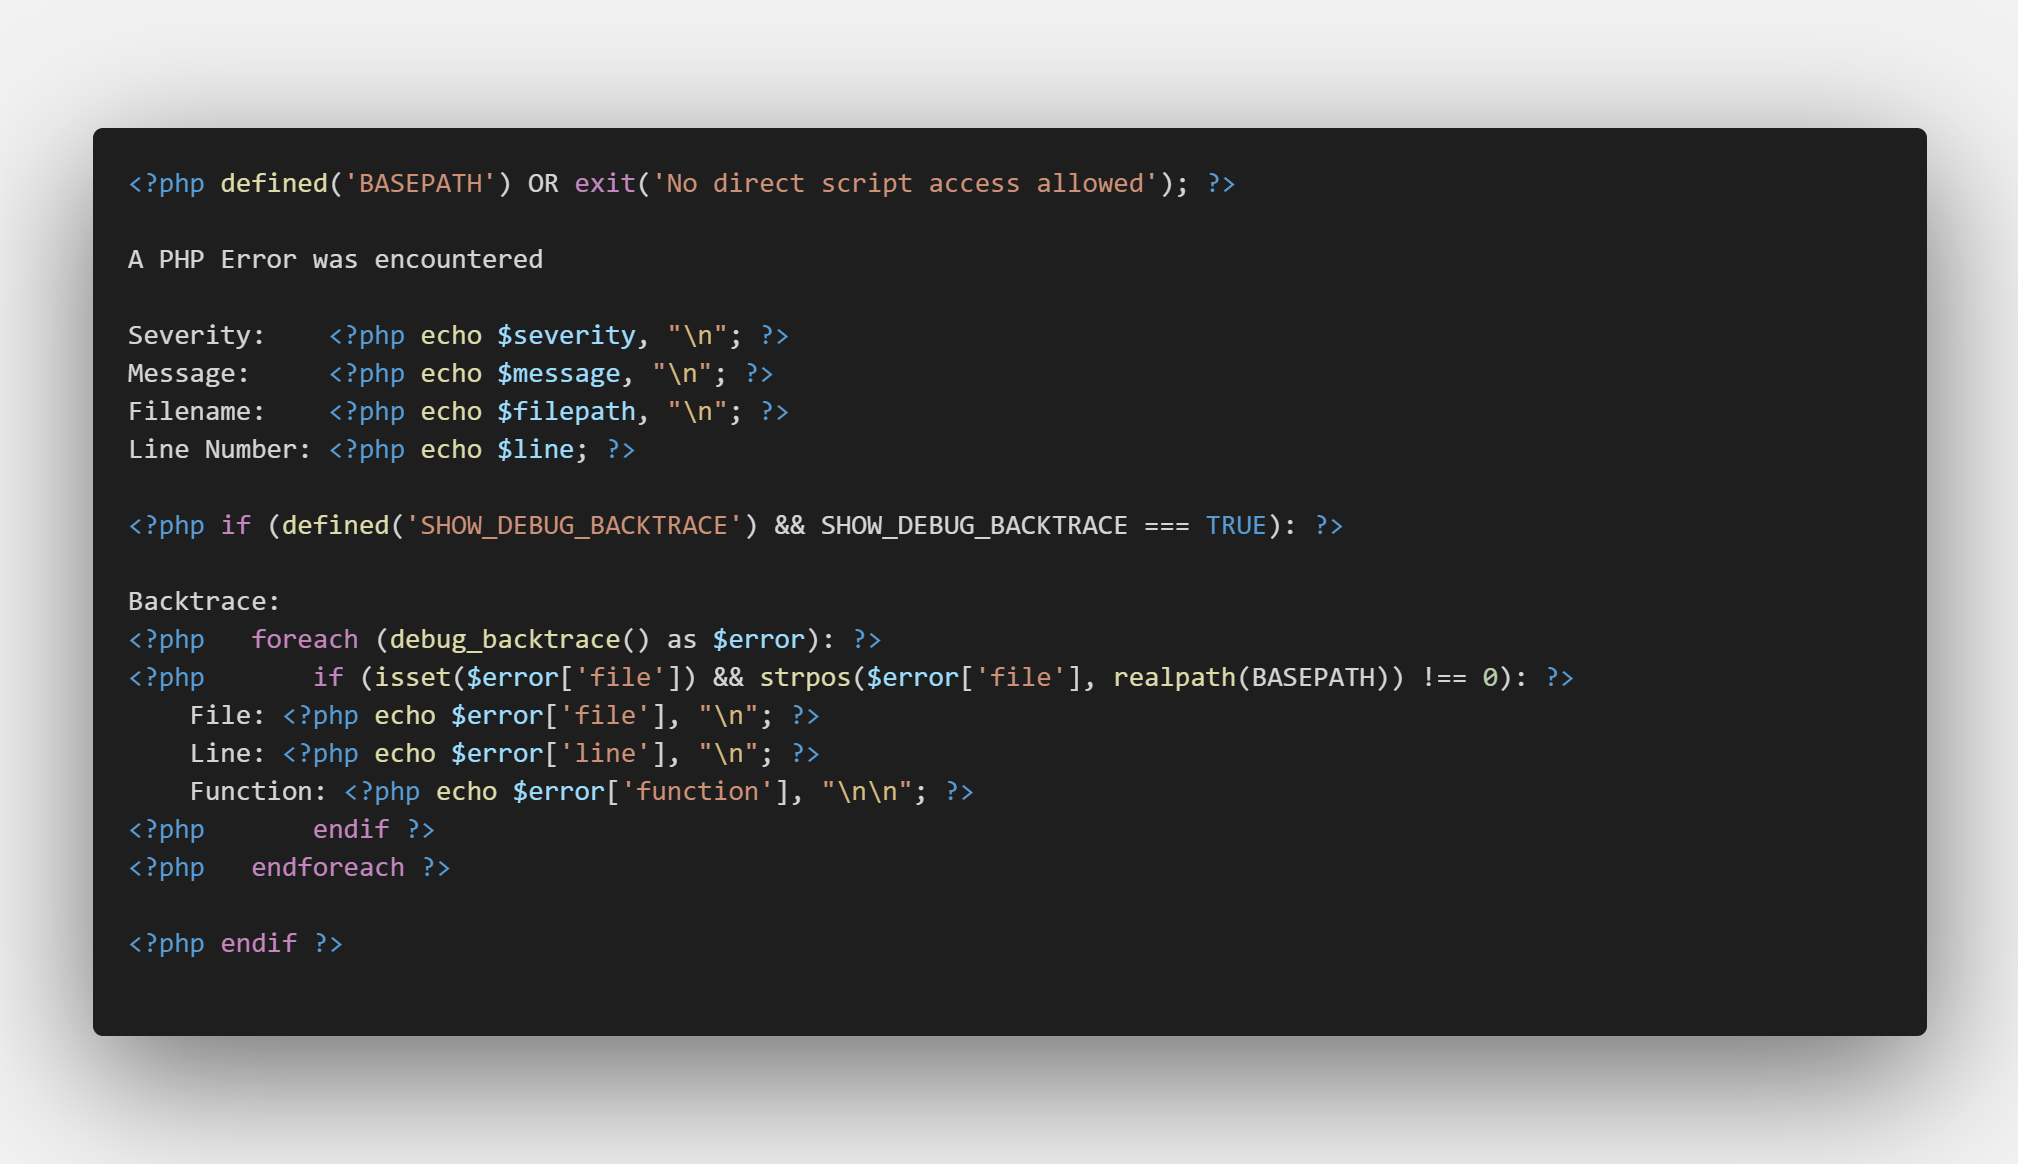 <?php defined('BASEPATH') OR exit('No direct script access allowed'); ?>

A PHP Error was encountered

Severity:    <?php echo $severity, "\n"; ?>
Message:     <?php echo $message, "\n"; ?>
Filename:    <?php echo $filepath, "\n"; ?>
Line Number: <?php echo $line; ?>

<?php if (defined('SHOW_DEBUG_BACKTRACE') && SHOW_DEBUG_BACKTRACE === TRUE): ?>

Backtrace:
<?php   foreach (debug_backtrace() as $error): ?>
<?php       if (isset($error['file']) && strpos($error['file'], realpath(BASEPATH)) !== 0): ?>
    File: <?php echo $error['file'], "\n"; ?>
    Line: <?php echo $error['line'], "\n"; ?>
    Function: <?php echo $error['function'], "\n\n"; ?>
<?php       endif ?>
<?php   endforeach ?>

<?php endif ?>